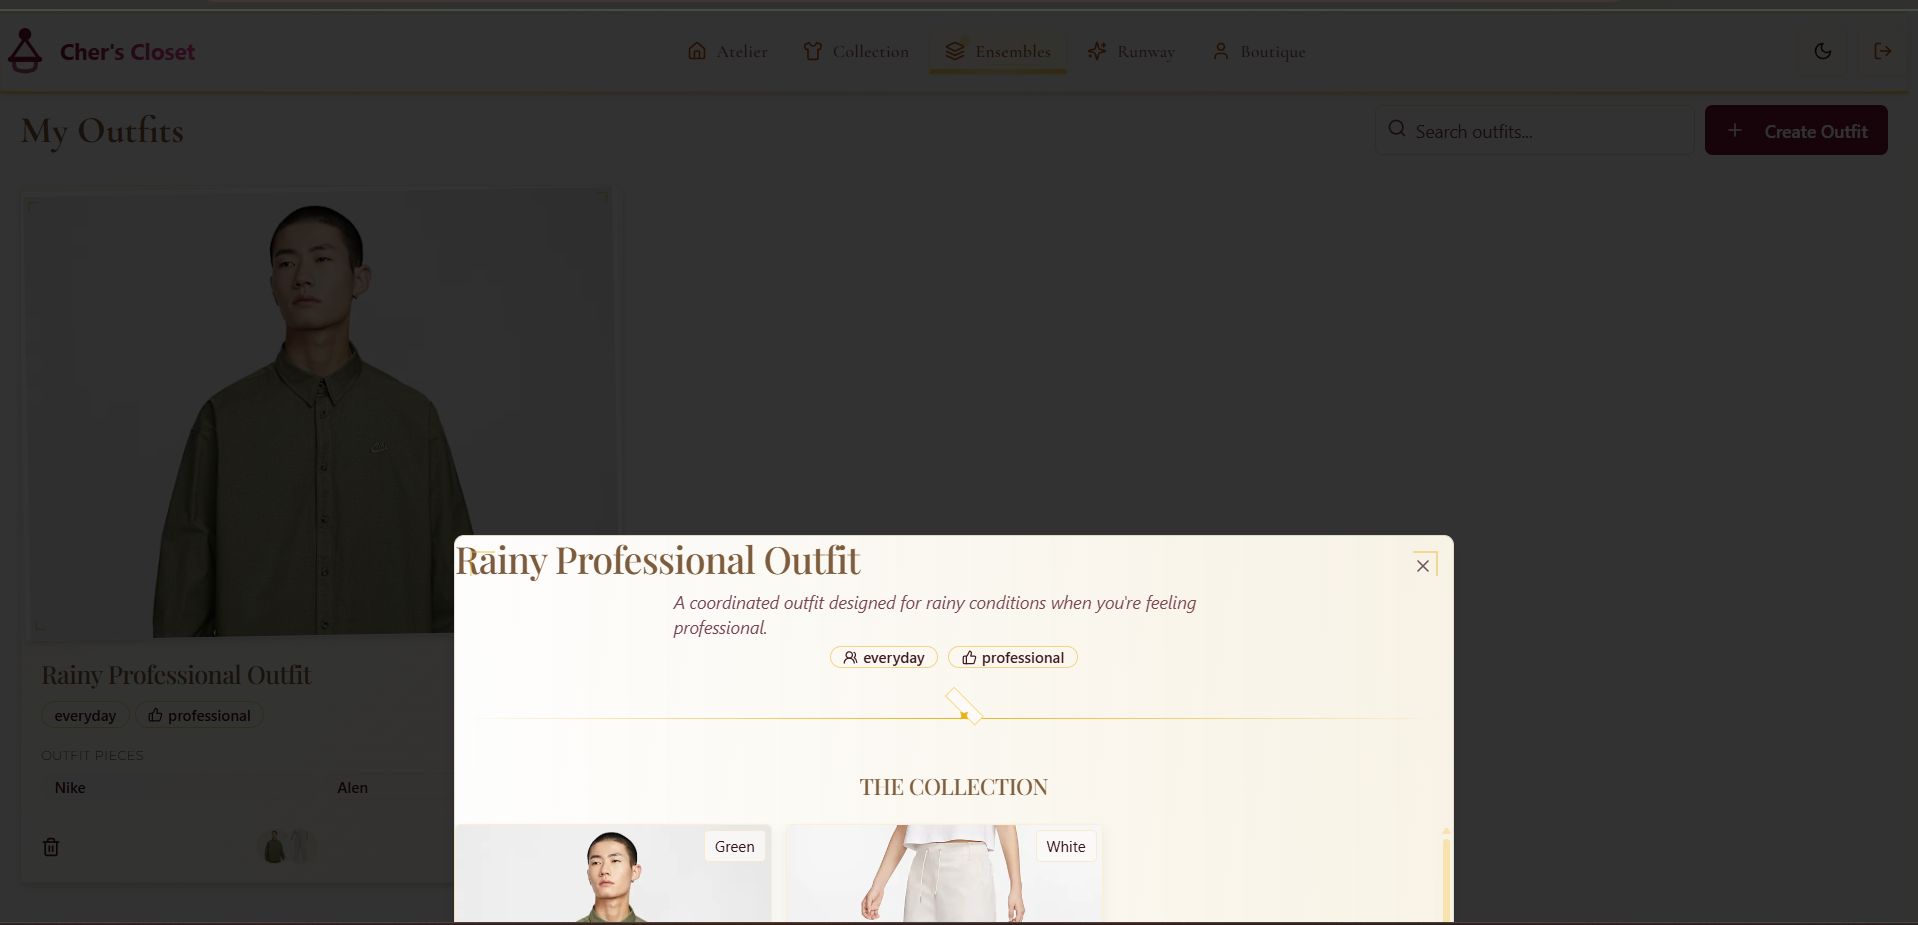 Cher's Closet
Atelier
Collection
Ensembles
Runway
Boutique
My Outfits
Search outfits...
Create Outfit
Rainy Professional Outfit
everyday
professional
OUTFIT PIECES
Nike
Alen
Rainy Professional Outfit
A coordinated outfit designed for rainy conditions when you're feeling
professional.
everyday
professional
THE COLLECTION
Green
White